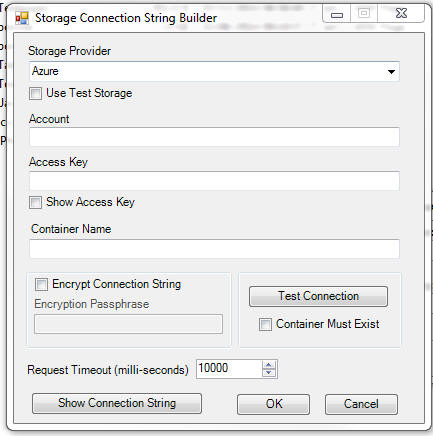 Storage Connection String Builder
Storage Provider
Azure
Use Test Storage
Account
Access Key
Show Access Key
Container Name
Encrypt Connection String
Encryption Passphrase
Test Connection
Container Must Exist
Request Timeout (milli-seconds) 10000
Show Connection String OK Cancel